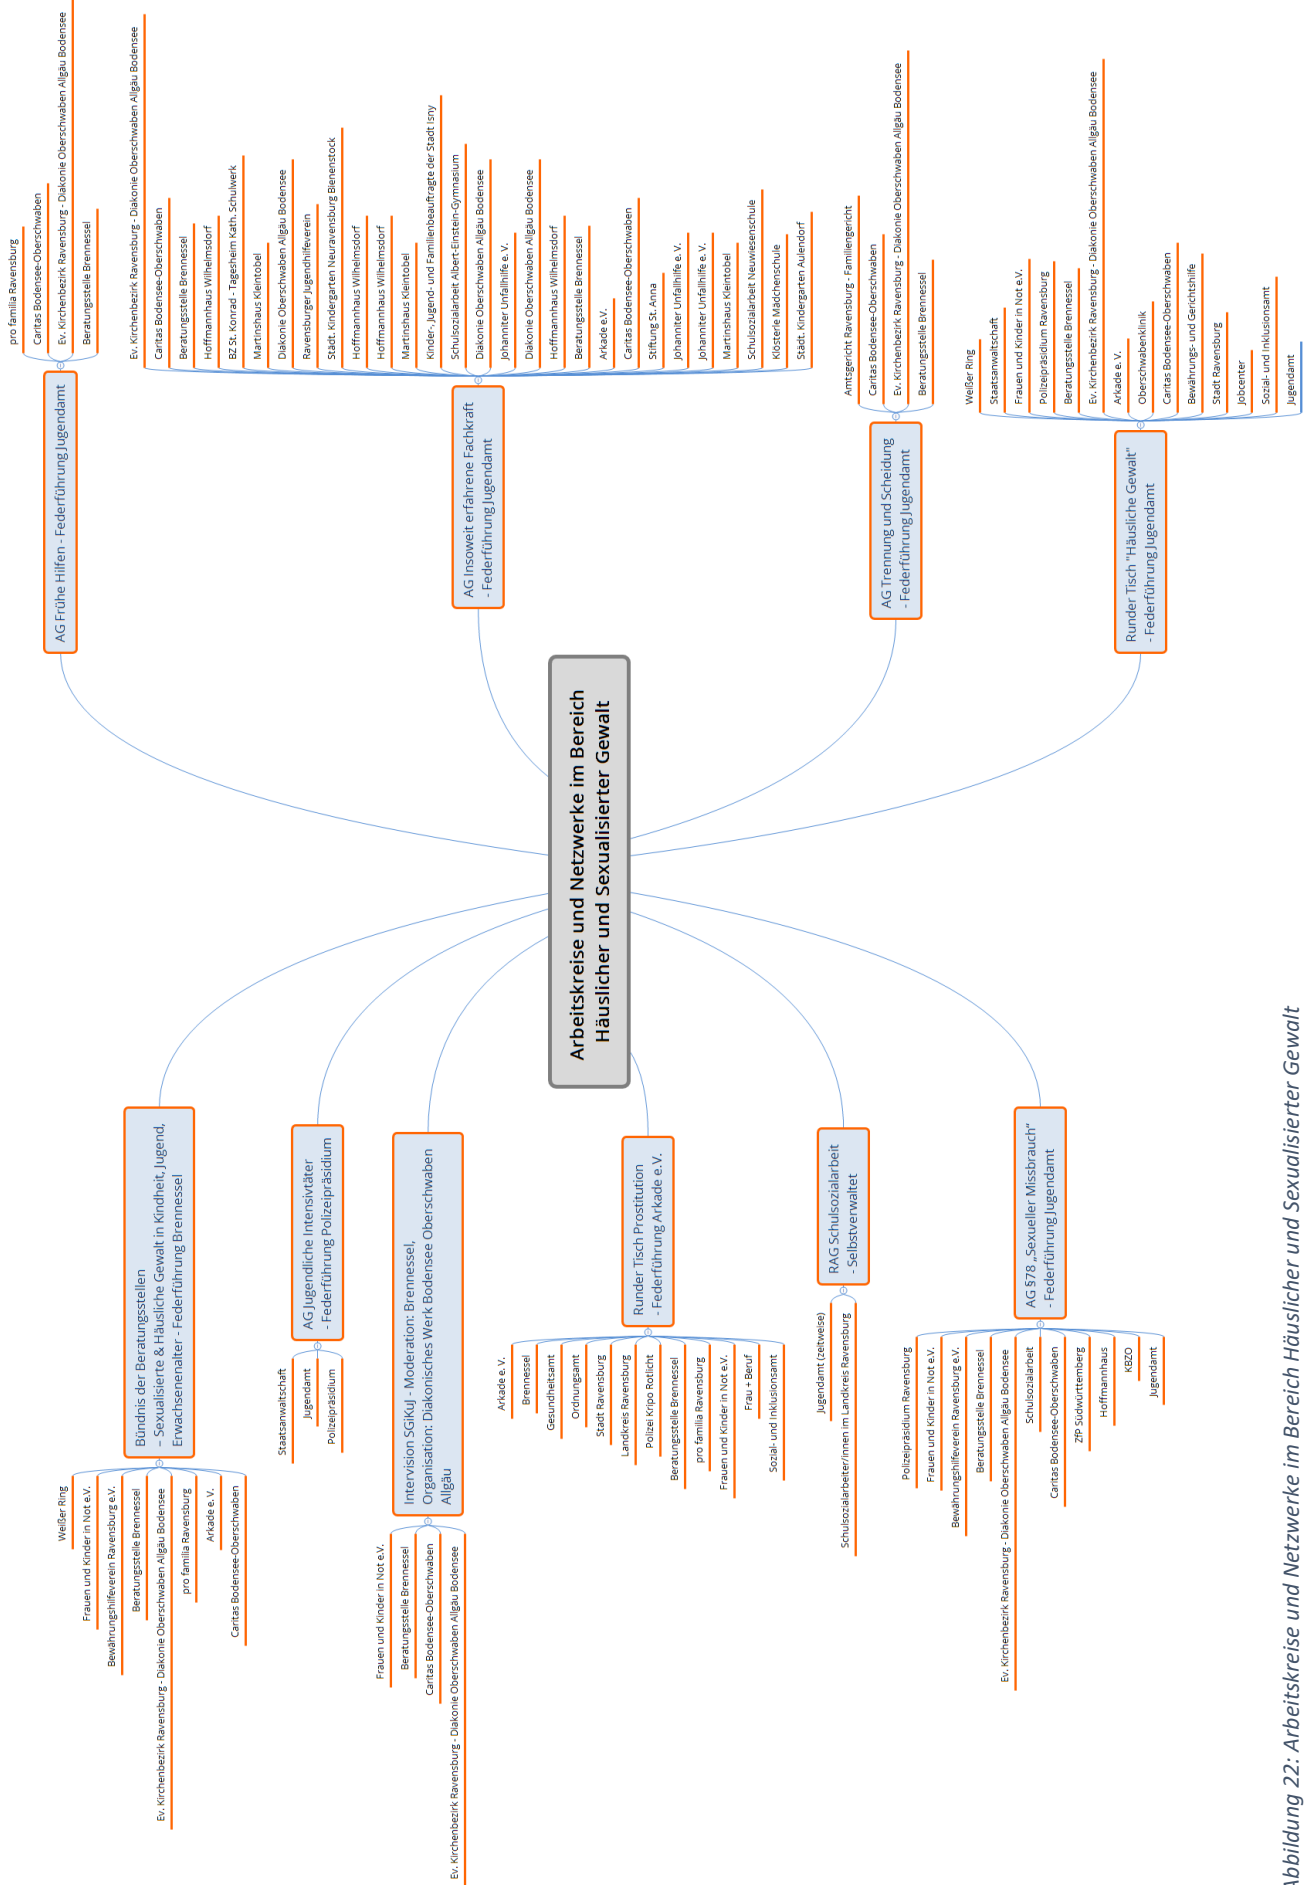 Arbeitskreise und Netzwerke im Bereich
Häuslicher und Sexualisierter Gewalt
Bündnis der Beratungsstellen
– Sexualisierte & Häusliche Gewalt in Kindheit, Jugend,
Erwachsenenalter - Federführung Brennessel
Weißer Ring
Frauen und Kinder in Not e.V.
Bewährungshilfeverein Ravensburg e.V.
Beratungsstelle Brennessel
Ev. Kirchenbezirk Ravensburg - Diakonie Oberschwaben Allgäu Bodensee
pro familia Ravensburg
Arkade e. V.
Caritas Bodensee-Oberschwaben
AG Jugendliche Intensivtäter
- Federführung Polizeipräsidium
Staatsanwaltschaft
Jugendamt
Polizeipräsidium
Intervision SGiKuJ - Moderation: Brennessel,
Organisation: Diakonisches Werk Bodensee Oberschwaben
Allgäu
Frauen und Kinder in Not e.V.
Beratungsstelle Brennessel
Caritas Bodensee-Oberschwaben
Ev. Kirchenbezirk Ravensburg - Diakonie Oberschwaben Allgäu Bodensee
Runder Tisch Prostitution
- Federführung Arkade e.V.
Arkade e. V.
Brennessel
Gesundheitsamt
Ordnungsamt
Stadt Ravensburg
Landkreis Ravensburg
Polizei Kripo Rotlicht
Beratungsstelle Brennessel
pro familia Ravensburg
Frauen und Kinder in Not e.V.
Frau + Beruf
Sozial- und Inklusionsamt
RAG Schulsozialarbeit
- Selbstverwaltet
Jugendamt (zeitweise)
Schulsozialarbeiter/innen im Landkreis Ravensburg
AG §78 „Sexueller Missbrauch“
- Federführung Jugendamt
Polizeipräsidium Ravensburg
Frauen und Kinder in Not e.V.
Bewährungshilfeverein Ravensburg e.V.
Beratungsstelle Brennessel
Ev. Kirchenbezirk Ravensburg - Diakonie Oberschwaben Allgäu Bodensee
Schulsozialarbeit
Caritas Bodensee-Oberschwaben
ZfP Südwürttemberg
Hoffmannhaus
KBZO
Jugendamt
AG Frühe Hilfen - Federführung Jugendamt
pro familia Ravensburg
Caritas Bodensee-Oberschwaben
Ev. Kirchenbezirk Ravensburg - Diakonie Oberschwaben Allgäu Bodensee
Beratungsstelle Brennessel
AG Insoweit erfahrene Fachkraft
- Federführung Jugendamt
Ev. Kirchenbezirk Ravensburg - Diakonie Oberschwaben Allgäu Bodensee
Caritas Bodensee-Oberschwaben
Beratungsstelle Brennessel
Hoffmannhaus Wilhelmsdorf
BZ St. Konrad - Tagesheim Kath. Schulwerk
Martinshaus Kleintobel
Diakonie Oberschwaben Allgäu Bodensee
Ravensburger Jugendhilfeverein
Städt. Kindergarten Neuravensburg Bienenstock
Hoffmannhaus Wilhelmsdorf
Hoffmannhaus Wilhelmsdorf
Martinshaus Kleintobel
Kinder-, Jugend- und Familienbeauftragte der Stadt Isny
Schulsozialarbeit Albert-Einstein-Gymnasium
Diakonie Oberschwaben Allgäu Bodensee
Johanniter Unfallhilfe e. V.
Diakonie Oberschwaben Allgäu Bodensee
Hoffmannhaus Wilhelmsdorf
Beratungsstelle Brennessel
Arkade e.V.
Caritas Bodensee-Oberschwaben
Stiftung St. Anna
Johanniter Unfallhilfe e. V.
Johanniter Unfallhilfe e. V.
Martinshaus Kleintobel
Schulsozialarbeit Neuwiesenschule
Klösterle Mädchenschule
Städt. Kindergarten Aulendorf
AG Trennung und Scheidung
- Federführung Jugendamt
Amtsgericht Ravensburg - Familiengericht
Caritas Bodensee-Oberschwaben
Ev. Kirchenbezirk Ravensburg - Diakonie Oberschwaben Allgäu Bodensee
Beratungsstelle Brennessel
Runder Tisch "Häusliche Gewalt"
- Federführung Jugendamt
Weißer Ring
Staatsanwaltschaft
Frauen und Kinder in Not e.V.
Polizeipräsidium Ravensburg
Beratungsstelle Brennessel
Ev. Kirchenbezirk Ravensburg - Diakonie Oberschwaben Allgäu Bodensee
Arkade e. V.
Oberschwabenklinik
Caritas Bodensee-Oberschwaben
Bewährungs- und Gerichtshilfe
Stadt Ravensburg
Jobcenter
Sozial- und Inklusionsamt
Jugendamt
Abbildung 22: Arbeitskreise und Netzwerke im Bereich Häuslicher und Sexualisierter Gewalt